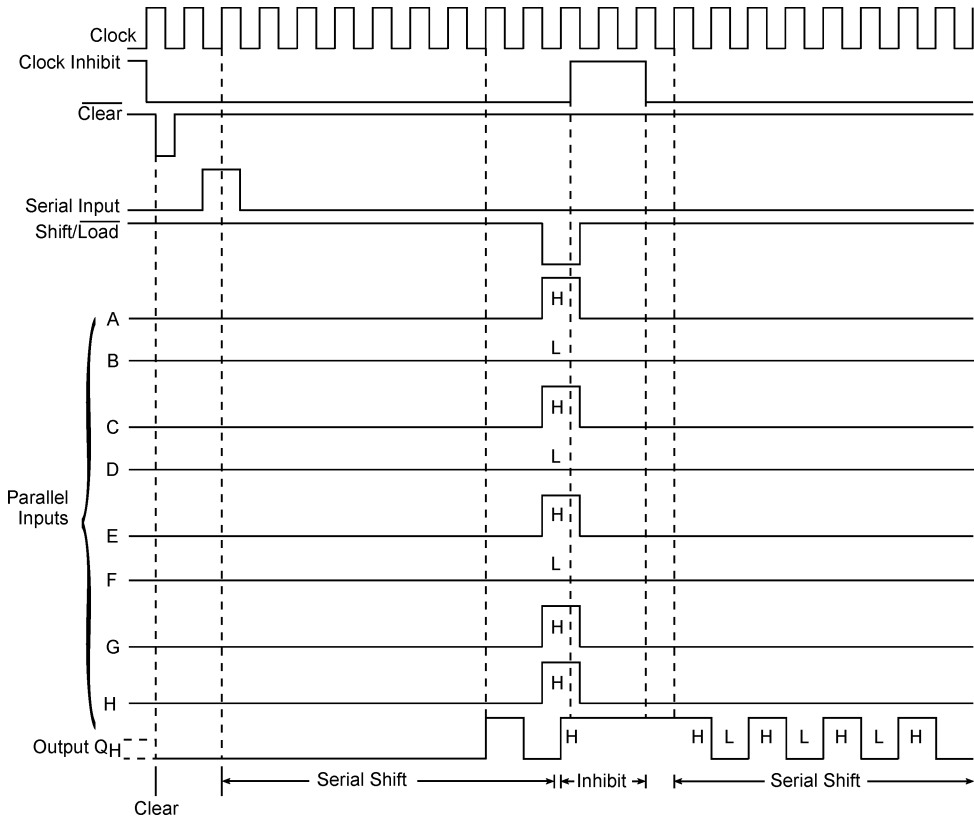 Clock
Clock Inhibit
Clear
Serial Input
Shift/Load
H
A
L
B
H
C
L
D
Parallel
Inputs
H
E
L
F
H
G
H
H
Output QH
H H L H L H L H
Serial Shift Inhibit Serial Shift
Clear